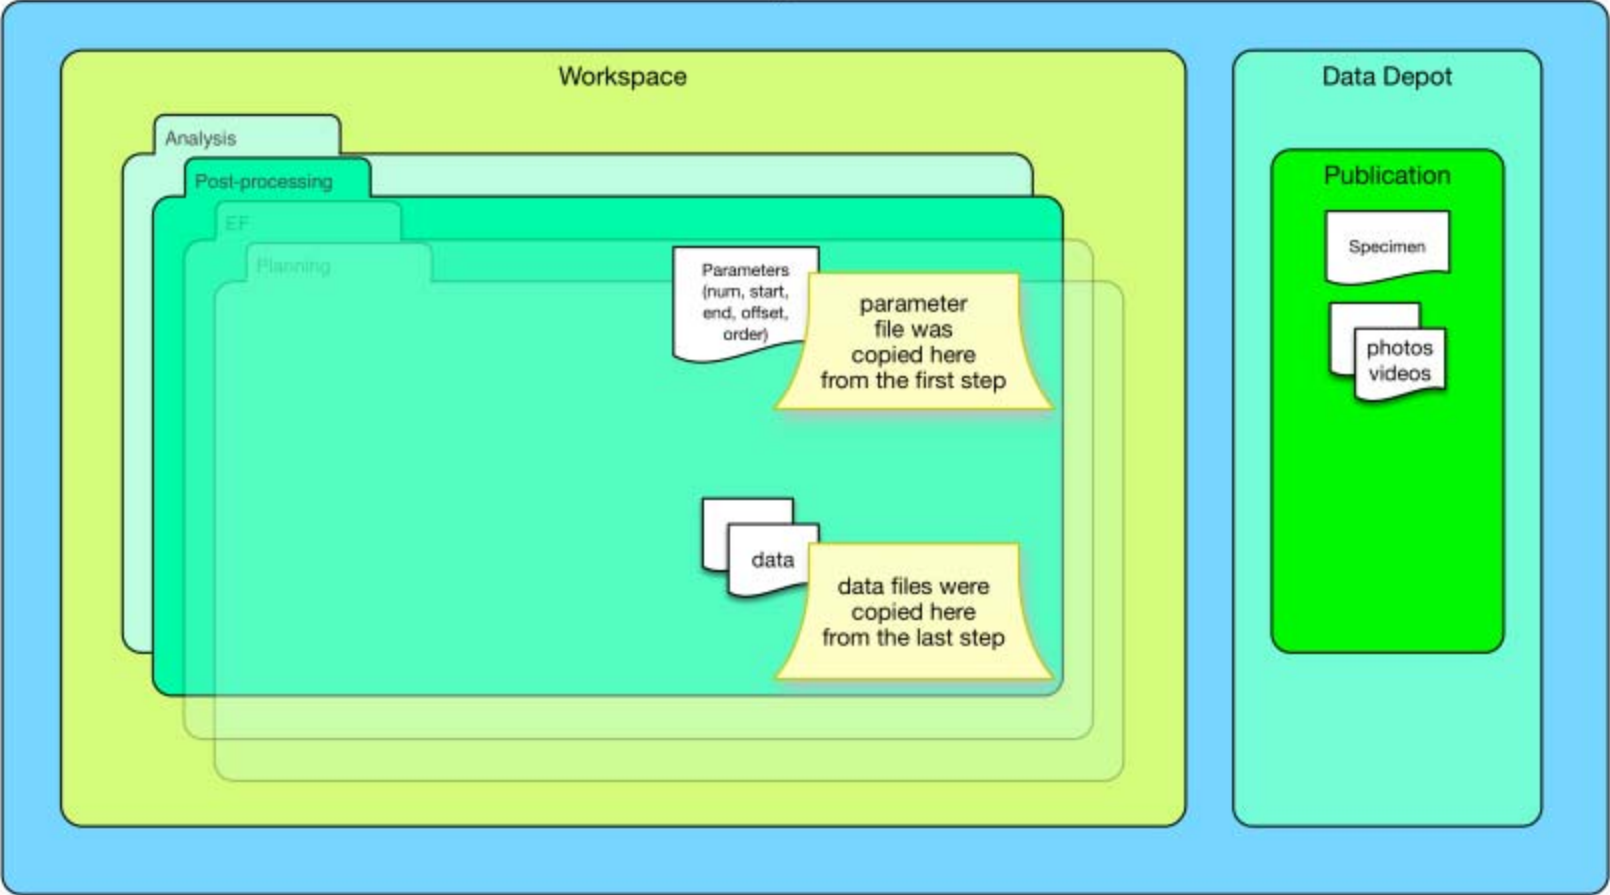 Workspace
Data Depot
Analysis
Post-processing
EF
Planning
Parameters
(num, start,
end, offset,
order)
parameter
file was
copied here
from the first step
data
data files were
copied here
from the last step
Publication
Specimen
photos
videos